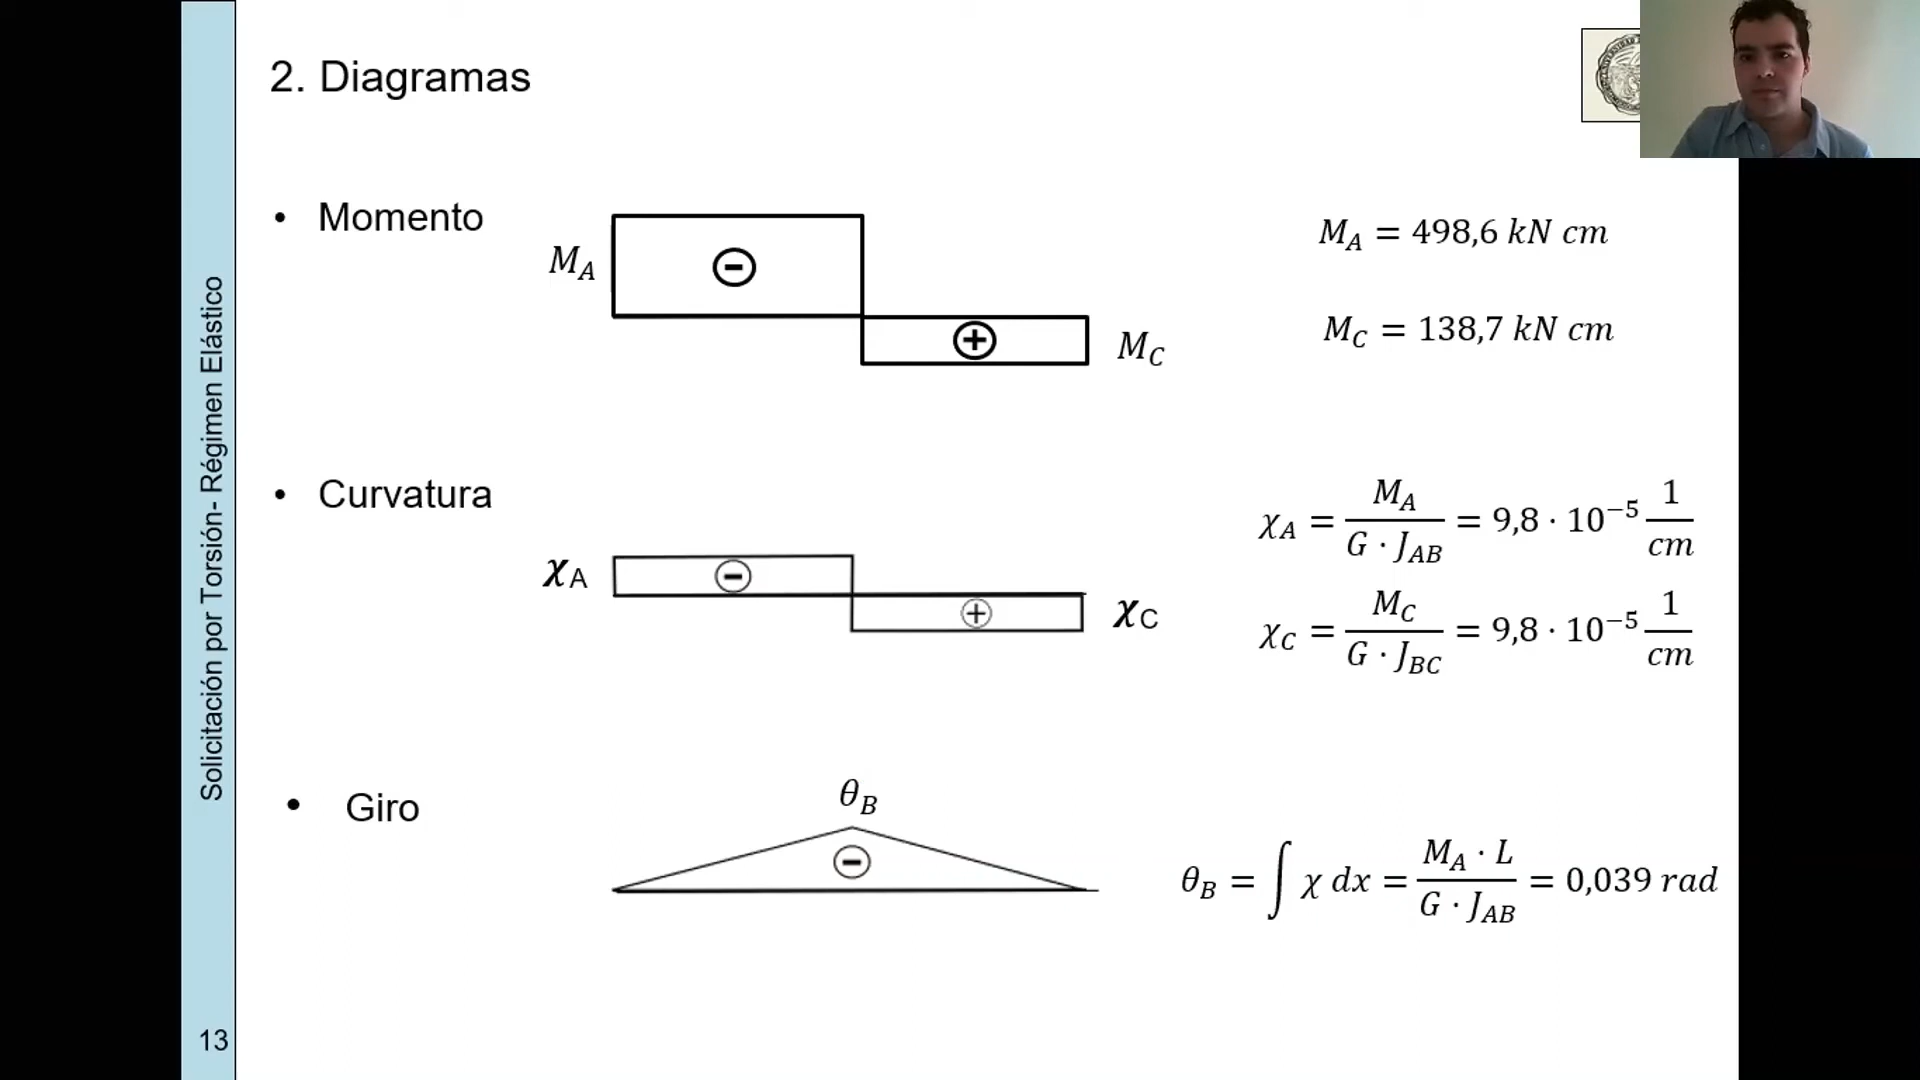 2. Diagramas
• Momento
M_A
−
+
M_C
M_A = 498,6 kN cm
M_C = 138,7 kN cm
• Curvatura
χ_A
−
+
χ_C
χ_A = M_A / (G · J_AB) = 9,8 · 10⁻⁵ 1/cm
χ_C = M_C / (G · J_BC) = 9,8 · 10⁻⁵ 1/cm
• Giro
θ_B
−
θ_B = ∫ χ dx = (M_A · L) / (G · J_AB) = 0,039 rad
Solicitación por Torsión- Régimen Elástico
13